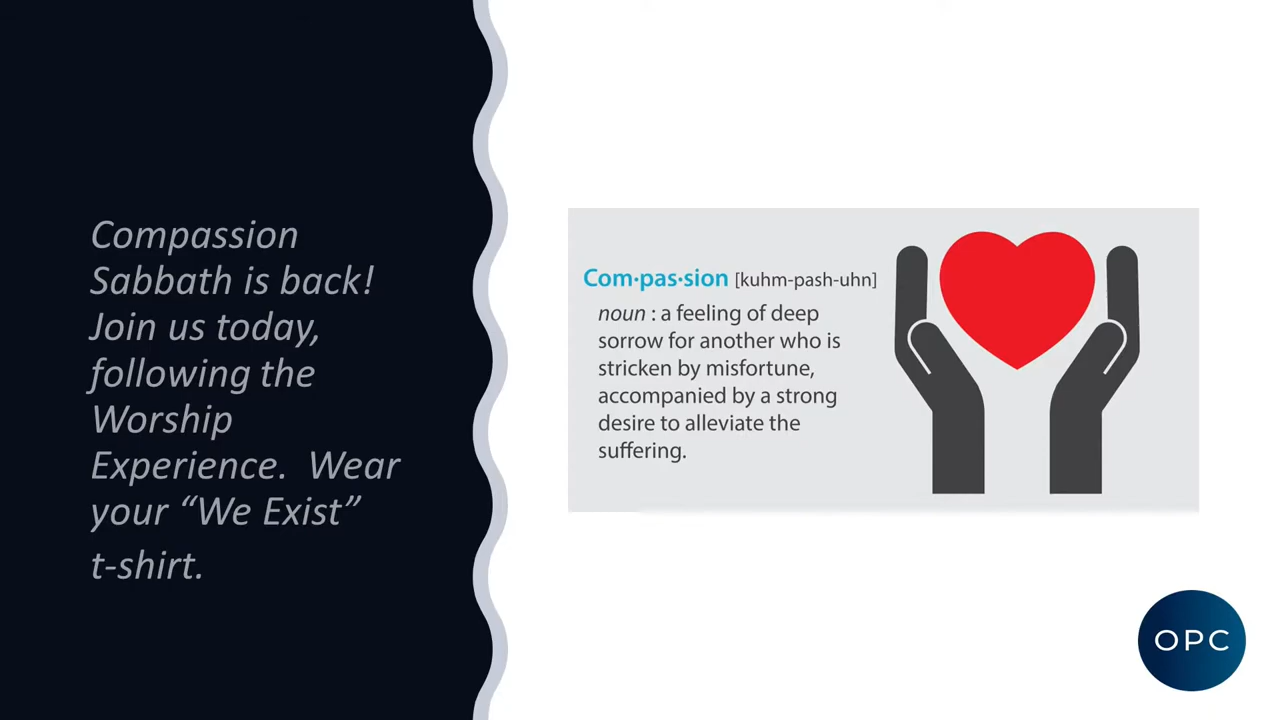 Compassion
Sabbath is back!
Join us today,
following the
Worship
Experience.  Wear
your “We Exist”
t-shirt.
Com·pas·sion [kuhm-pash-uhn]
noun : a feeling of deep
sorrow for another who is
stricken by misfortune,
accompanied by a strong
desire to alleviate the
suffering.
OPC